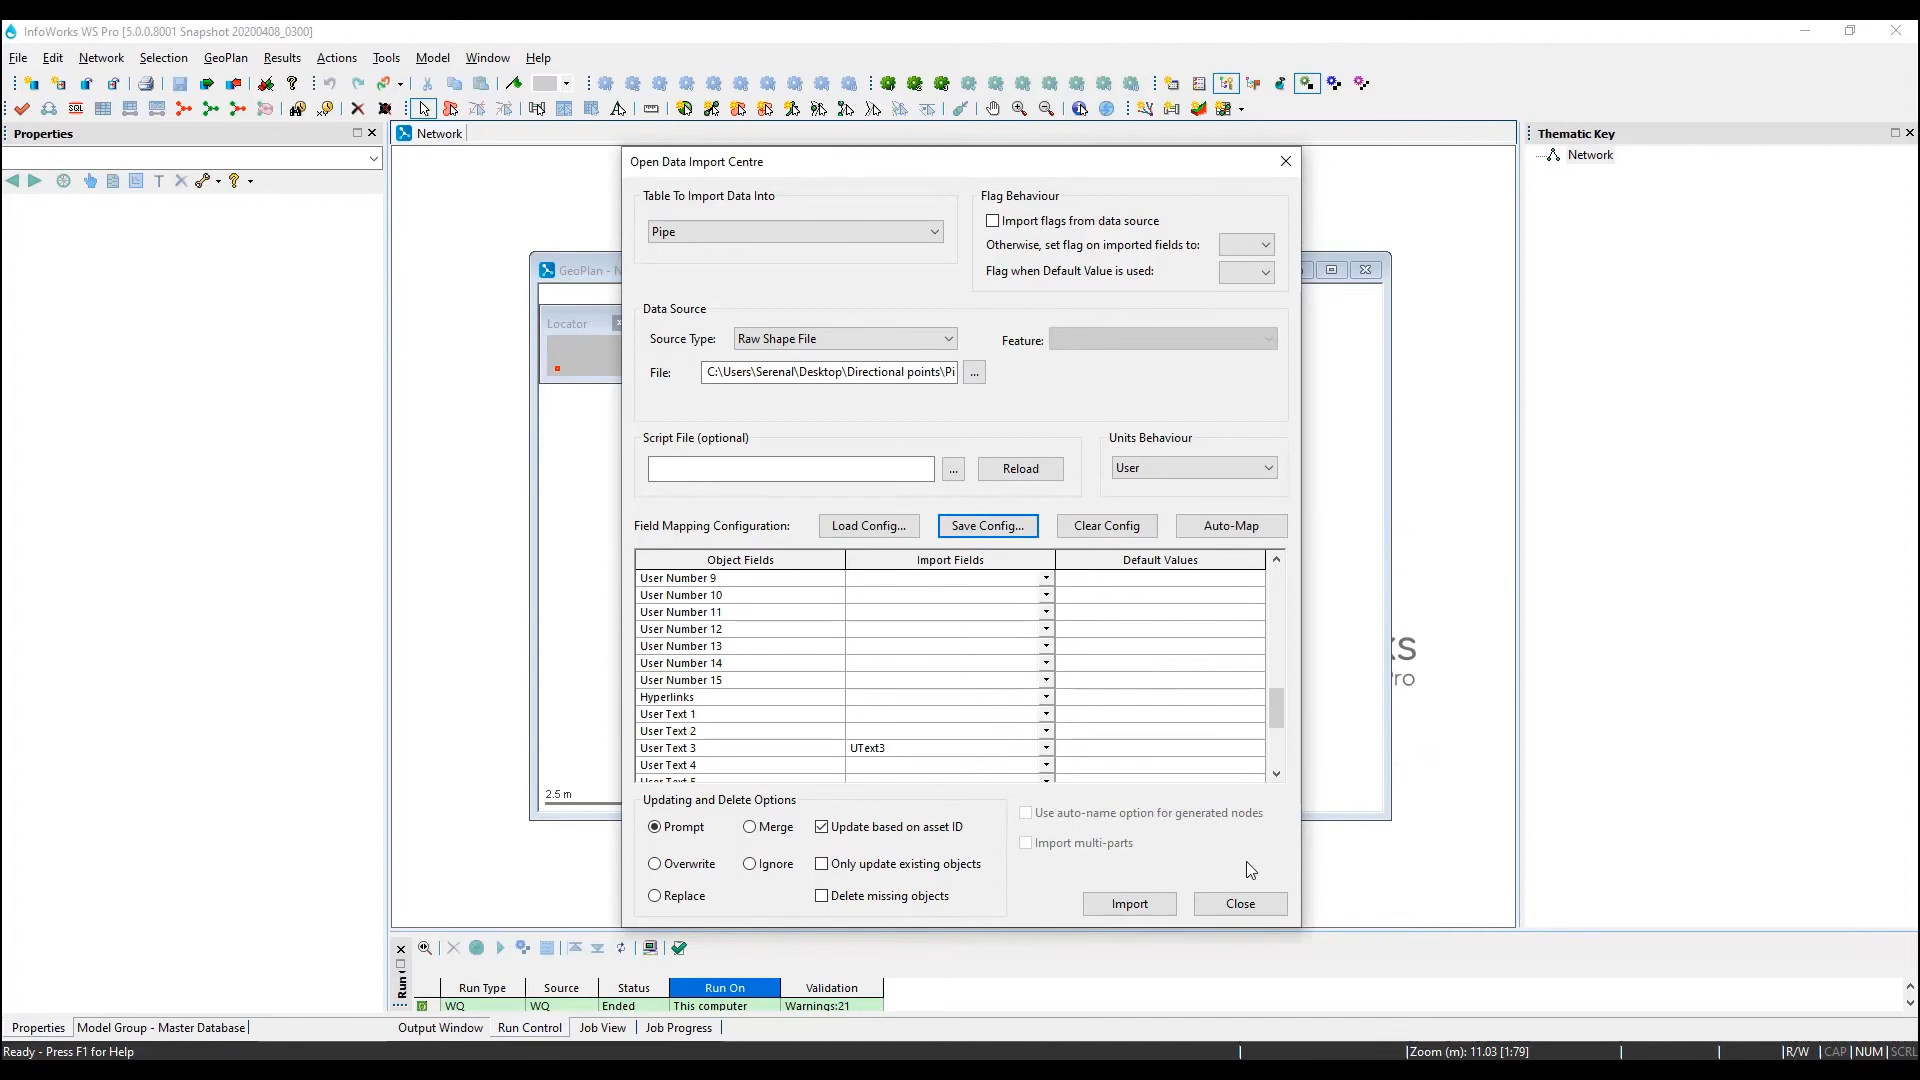 InfoWorks WS Pro [5.0.0.8001 Snapshot 20200408_0300]
File Edit Network Selection GeoPlan Results Actions Tools Model Window Help
Properties
Network
Thematic Key
Network
GeoPlan - N
Locator
2.5 m
Open Data Import Centre
Table To Import Data Into
Pipe
Flag Behaviour
Import flags from data source
Otherwise, set flag on imported fields to:
Flag when Default Value is used:
Data Source
Source Type: Raw Shape File
Feature:
File: C:\Users\Serenal\Desktop\Directional points\Pi
...
Script File (optional)
... Reload
Units Behaviour
User
Field Mapping Configuration: Load Config... Save Config... Clear Config Auto-Map
Object Fields Import Fields Default Values
User Number 9
User Number 10
User Number 11
User Number 12
User Number 13
User Number 14
User Number 15
Hyperlinks
User Text 1
User Text 2
User Text 3 UText3
User Text 4
User Text 5
Updating and Delete Options
Prompt Merge Update based on asset ID
Overwrite Ignore Only update existing objects
Replace Delete missing objects
Use auto-name option for generated nodes
Import multi-parts
Import Close
Run Type Source Status Run On Validation
WQ WQ Ended This computer Warnings:21
Properties Model Group - Master Database
Output Window Run Control Job View Job Progress
Ready - Press F1 for Help
Zoom (m): 11.03 [1:79]
R/W CAP NUM SCRL